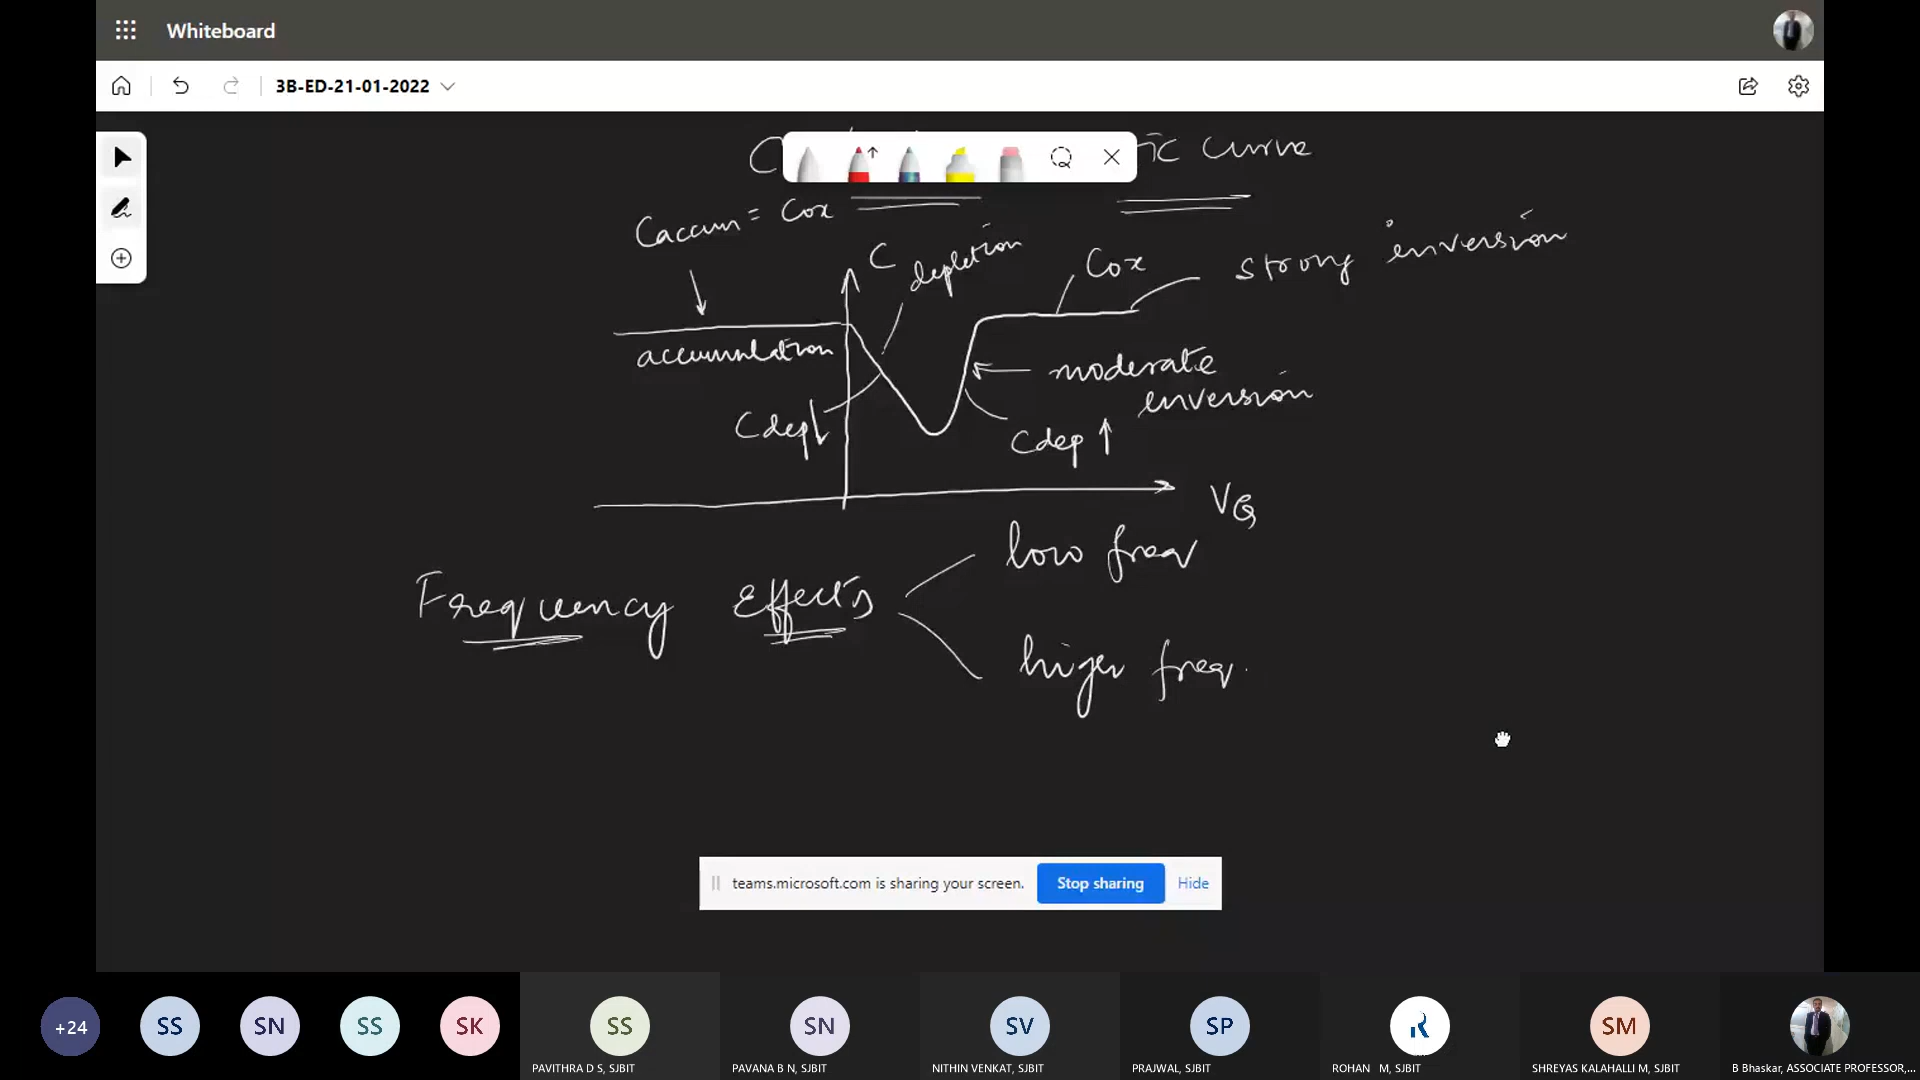 Whiteboard
3B-ED-21-01-2022
C
ic Curve
Caccum = Cox
C
depletion
Cox
strong inversion
accumulation
moderate
inversion
Cdep↓
Cdep ↑
VG
Frequency Effects
low freq
higer freq.
teams.microsoft.com is sharing your screen.
Stop sharing
Hide
+24
SS
SN
SS
SK
SS
SN
SV
SP
SM
PAVITHRA D S, SJBIT
PAVANA B N, SJBIT
NITHIN VENKAT, SJBIT
PRAJWAL, SJBIT
ROHAN M, SJBIT
SHREYAS KALAHALLI M, SJBIT
B Bhaskar, ASSOCIATE PROFESSOR,...